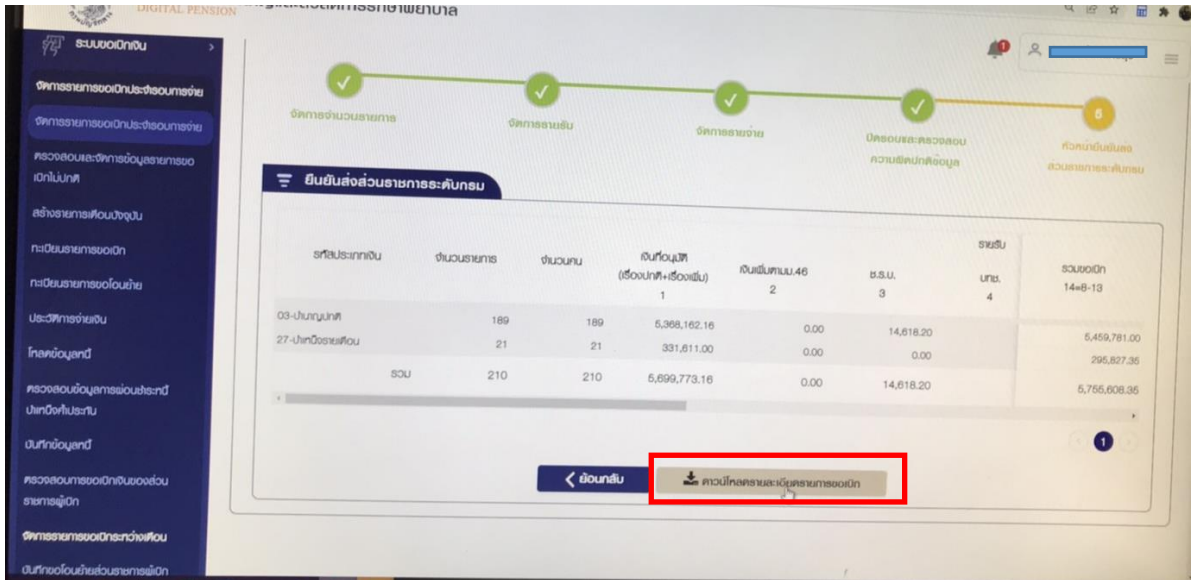 DIGITAL PENSION
ระบบขอเบิกเงิน
จัดการรายการขอเบิกประจำรอบการจ่าย
จัดการรายการขอเบิกประจำรอบการจ่าย
ตรวจสอบและจัดการข้อมูลรายการขอ
เบิกไม่ปกติ
สร้างรายการเดือนปัจจุบัน
ทะเบียนรายการขอเบิก
ทะเบียนรายการขอโอนย้าย
ประวัติการจ่ายเงิน
โหลดข้อมูลหนี้
ตรวจสอบข้อมูลการผ่อนชำระหนี้
บำเหน็จค้ำประกัน
บันทึกข้อมูลหนี้
ตรวจสอบการขอเบิกเงินของส่วน
ราชการผู้เบิก
จัดการรายการขอเบิกระหว่างเดือน
บันทึกขอโอนย้ายส่วนราชการผู้เบิก
1
จัดการจำนวนรายการ
จัดการรายรับ
จัดการรายจ่าย
ปิดรอบและตรวจสอบ
ความผิดปกติข้อมูล
5
หัวหน้ายืนยันส่ง
ส่วนราชการระดับกรม
ยืนยันส่งส่วนราชการระดับกรม
รหัสประเภทเงิน จำนวนรายการ จำนวนคน เงินที่อนุมัติ (เรื่องปกติ+เรื่องเพิ่ม) 1 เงินเพิ่มตามม.46 2 ช.ร.บ. 3 รายรับ บทช. 4 รวมขอเบิก 14=8-13
03-บำนาญปกติ 189 189 5,368,162.16 0.00 14,618.20 5,459,781.00
27-บำเหน็จรายเดือน 21 21 331,611.00 0.00 0.00 295,827.35
รวม 210 210 5,699,773.16 0.00 14,618.20 5,755,608.35
1
ย้อนกลับ
ดาวน์โหลดรายละเอียดรายการขอเบิก